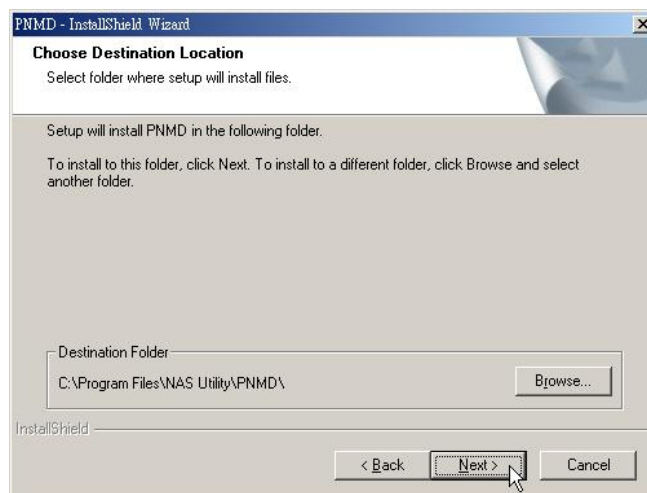 PNMD - InstallShield Wizard
Choose Destination Location
Select folder where setup will install files.
Setup will install PNMD in the following folder.
To install to this folder, click Next. To install to a different folder, click Browse and select
another folder.
Destination Folder
C:\Program Files\NAS Utility\PNMD\
Browse...
InstallShield
< Back
Next >
Cancel